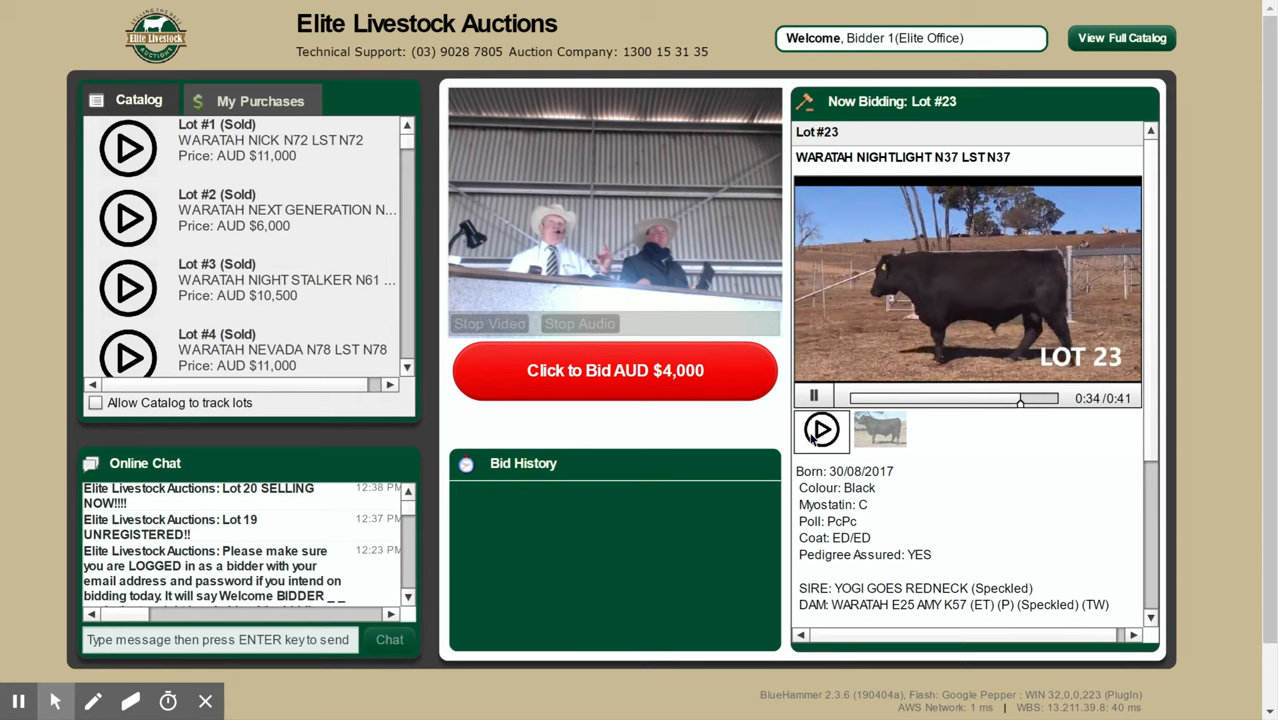 SELLING THE BEST
Elite Livestock
AUCTIONS
Elite Livestock Auctions
Technical Support: (03) 9028 7805 Auction Company: 1300 15 31 35
Welcome, Bidder 1(Elite Office)
View Full Catalog
Catalog
My Purchases
Lot #1 (Sold)
WARATAH NICK N72 LST N72
Price: AUD $11,000
Lot #2 (Sold)
WARATAH NEXT GENERATION N...
Price: AUD $6,000
Lot #3 (Sold)
WARATAH NIGHT STALKER N61 ...
Price: AUD $10,500
Lot #4 (Sold)
WARATAH NEVADA N78 LST N78
Price: AUD $11,000
Allow Catalog to track lots
Online Chat
Elite Livestock Auctions: Lot 20 SELLING 12:38 PM
NOW!!!!
Elite Livestock Auctions: Lot 19 12:37 PM
UNREGISTERED!!
Elite Livestock Auctions: Please make sure 12:23 PM
you are LOGGED in as a bidder with your
email address and password if you intend on
bidding today. It will say Welcome BIDDER _ _
Type message then press ENTER key to send
Chat
Stop Video
Stop Audio
Click to Bid AUD $4,000
Bid History
Now Bidding: Lot #23
Lot #23
WARATAH NIGHTLIGHT N37 LST N37
LOT 23
0:34 / 0:41
Born: 30/08/2017
Colour: Black
Myostatin: C
Poll: PcPc
Coat: ED/ED
Pedigree Assured: YES
SIRE: YOGI GOES REDNECK (Speckled)
DAM: WARATAH E25 AMY K57 (ET) (P) (Speckled) (TW)
BlueHammer 2.3.6 (190404a), Flash: Google Pepper : WIN 32,0,0,223 (PlugIn)
AWS Network: 1 ms | WBS: 13.211.39.8: 40 ms